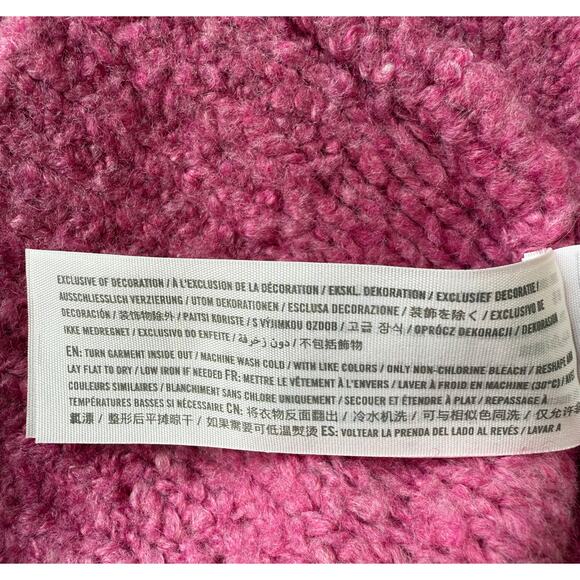 EXCLUSIVE OF DECORATION / À L'EXCLUSION DE LA DÉCORATION / EKSKL. DEKORATION / EXCLUSIEF DECORATIE /
AUSSCHLIESSLICH VERZIERUNG / UTOM DEKORATIONEN / ESCLUSA DECORAZIONE / 装飾を除く / EXCLUSIVO DE
DECORACIÓN / 装饰物除外 / PAITSI KORISTE / S VÝJIMKOU OZDOB / 고급 장식 / OPRÓCZ DEKORACJI / DEKORASJON
IKKE MEDREGNET / EXCLUSIVO DO ENFEITE / دون زخرفة / 不包括飾物
EN: TURN GARMENT INSIDE OUT / MACHINE WASH COLD / WITH LIKE COLORS / ONLY NON-CHLORINE BLEACH / RESHAPE AND
LAY FLAT TO DRY / LOW IRON IF NEEDED FR: METTRE LE VÊTEMENT À L'ENVERS / LAVER À FROID EN MACHINE (30°C) /
COULEURS SIMILAIRES / BLANCHIMENT SANS CHLORE UNIQUEMENT / SECOUER ET ÉTENDRE À PLAT / REPASSAGE À
TEMPÉRATURES BASSES SI NÉCESSAIRE CN: 将衣物反面翻出 / 冷水机洗 / 可与相似色同洗 / 仅允许
氯漂 / 整形后平摊晾干 / 如果需要可低温熨烫 ES: VOLTEAR LA PRENDA DEL LADO AL REVÉS / LAVAR A